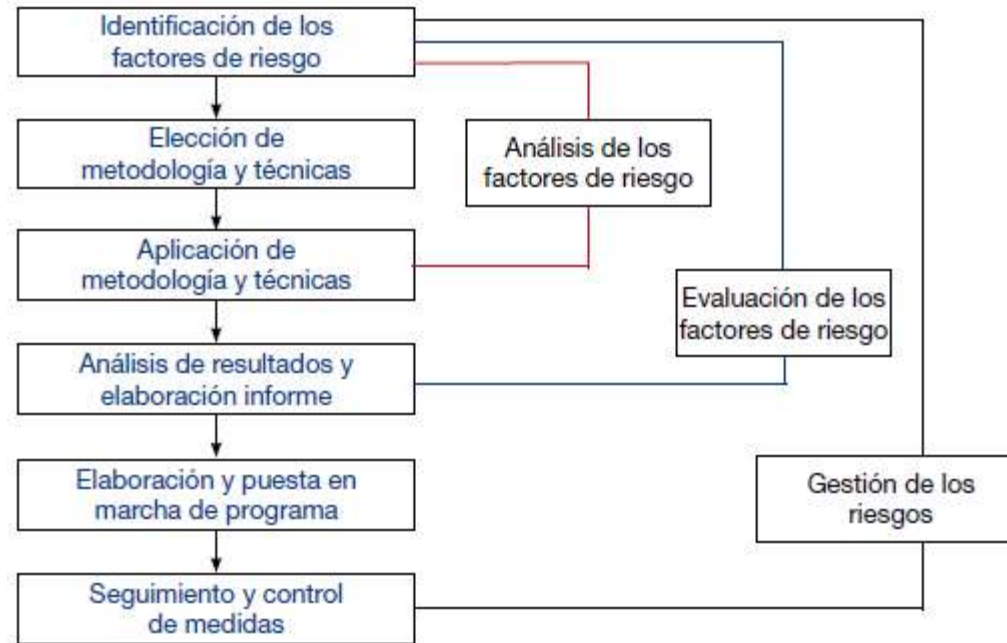 Identificación de los
factores de riesgo
Elección de
metodología y técnicas
Análisis de los
factores de riesgo
Aplicación de
metodología y técnicas
Evaluación de los
factores de riesgo
Análisis de resultados y
elaboración informe
Elaboración y puesta en
marcha de programa
Gestión de los
riesgos
Seguimiento y control
de medidas